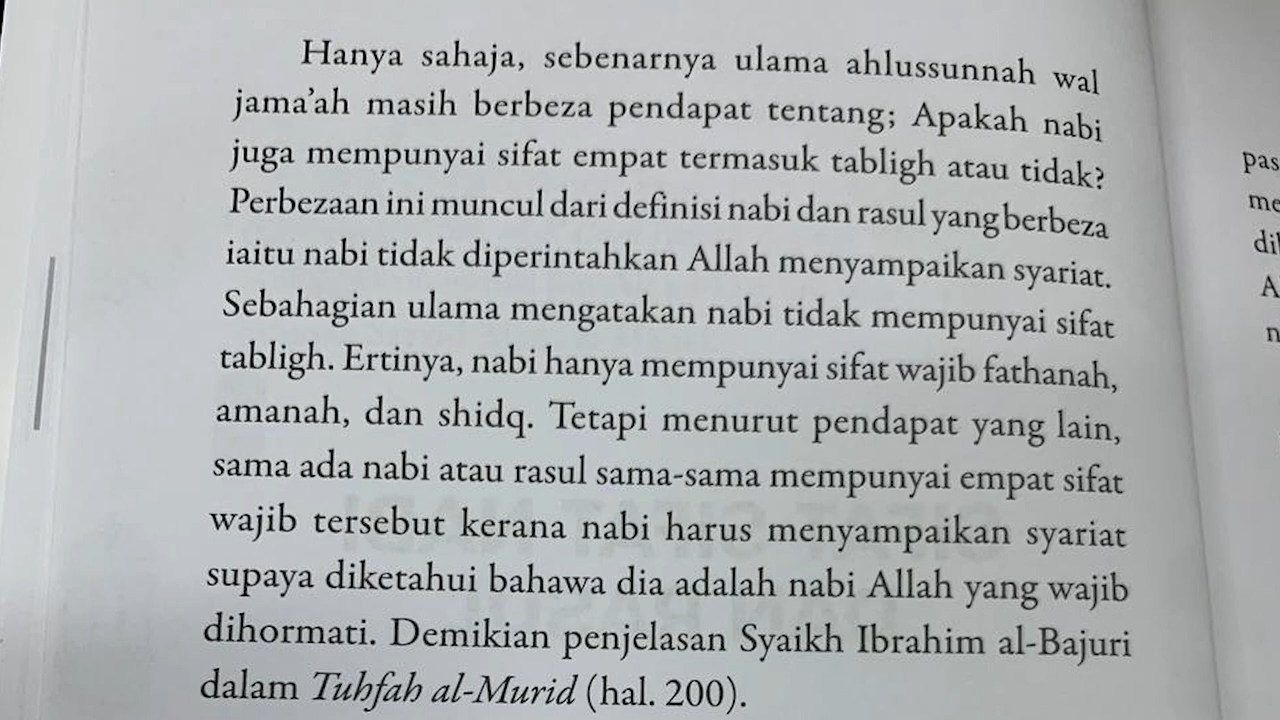 Hanya sahaja, sebenarnya ulama ahlussunnah wal
jama'ah masih berbeza pendapat tentang; Apakah nabi
juga mempunyai sifat empat termasuk tabligh atau tidak?
Perbezaan ini muncul dari definisi nabi dan rasul yang berbeza
iaitu nabi tidak diperintahkan Allah menyampaikan syariat.
Sebahagian ulama mengatakan nabi tidak mempunyai sifat
tabligh. Ertinya, nabi hanya mempunyai sifat wajib fathanah,
amanah, dan shidq. Tetapi menurut pendapat yang lain,
sama ada nabi atau rasul sama-sama mempunyai empat sifat
wajib tersebut kerana nabi harus menyampaikan syariat
supaya diketahui bahawa dia adalah nabi Allah yang wajib
dihormati. Demikian penjelasan Syaikh Ibrahim al-Bajuri
dalam Tuhfah al-Murid (hal. 200).